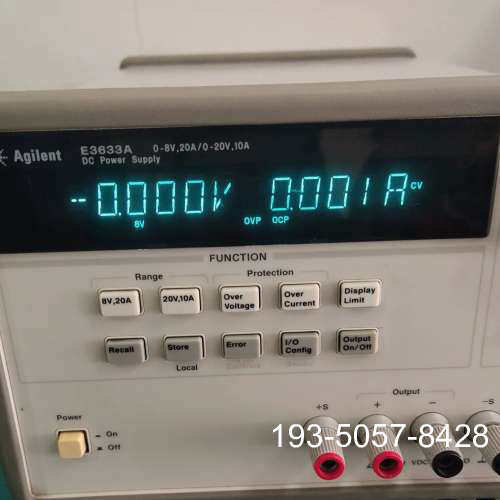 Agilent
E3633A 0-8V,20A/0-20V,10A
DC Power Supply
-0.000V 0.001A CV
8V OVP OCP
FUNCTION
Range Protection
8V,20A 20V,10A Over Voltage Over Current Display Limit
Recall Store Error I/O Config Output On/Off
Local
Power
On
Off
Output
+S + − −S
193-5057-8428
VDC